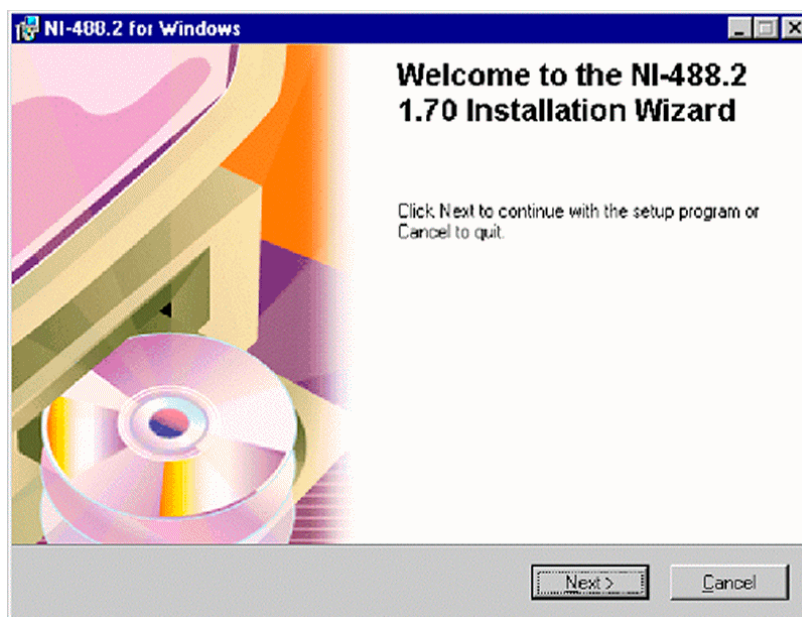 NI-488.2 for Windows
Welcome to the NI-488.2
1.70 Installation Wizard
Click Next to continue with the setup program or
Cancel to quit.
Next >
Cancel